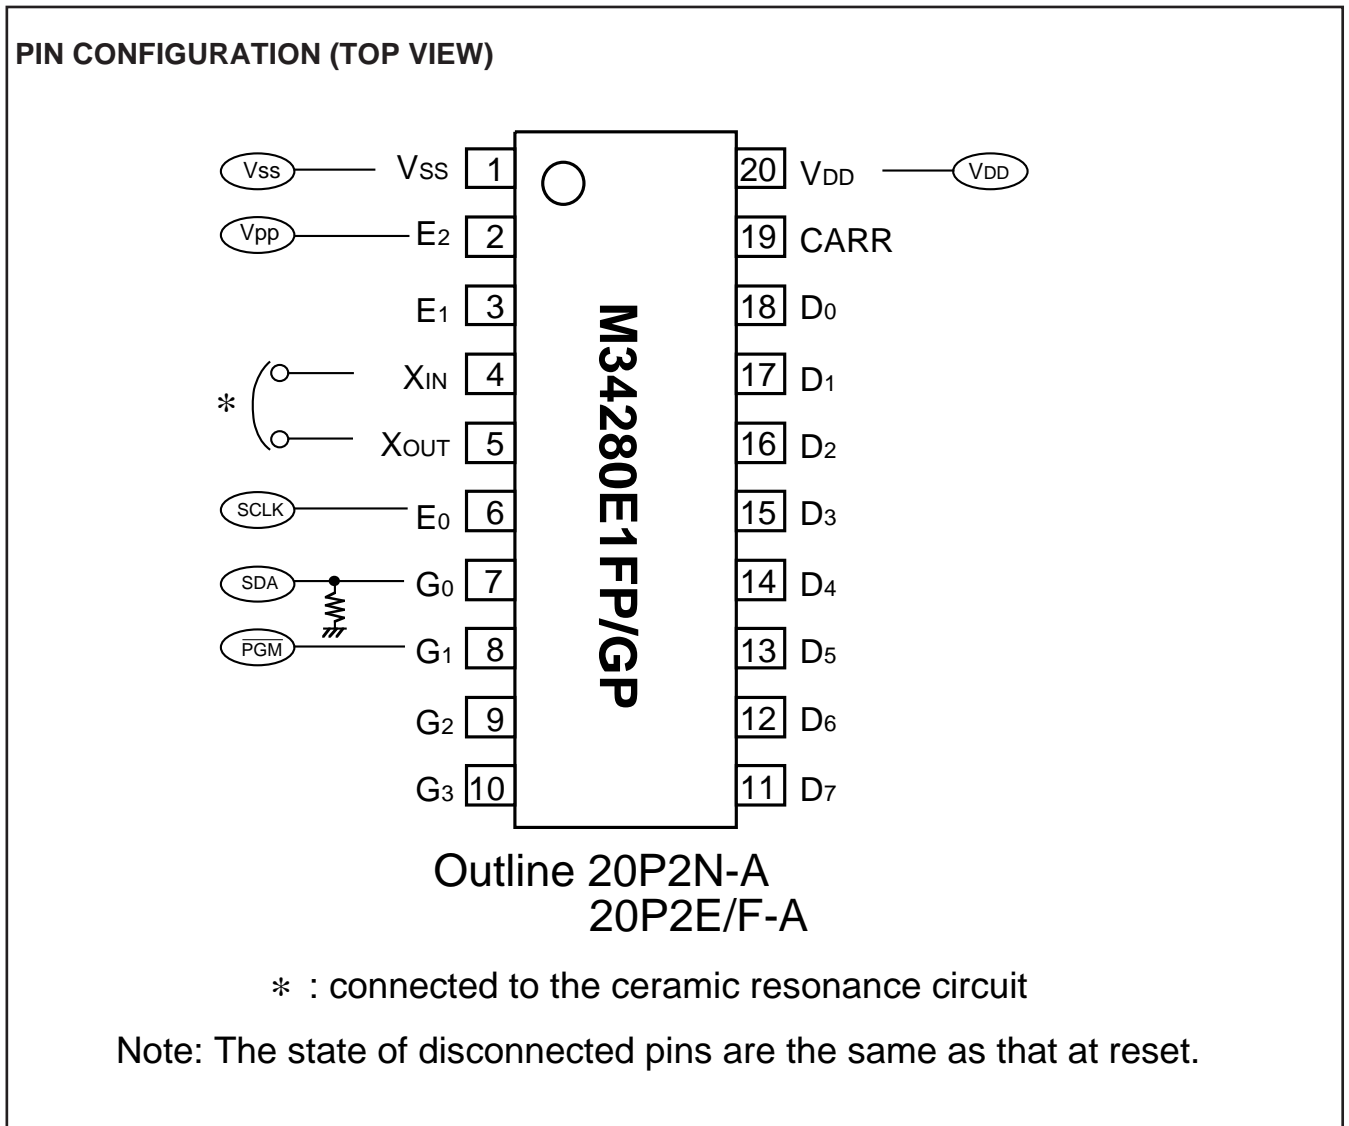 PIN CONFIGURATION (TOP VIEW)
Vss VSS 1 20 VDD VDD
Vpp E2 2 19 CARR
E1 3 18 D0
* XIN 4 17 D1
XOUT 5 16 D2
SCLK E0 6 15 D3
SDA G0 7 14 D4
PGM G1 8 13 D5
G2 9 12 D6
G3 10 11 D7
M34280E1FP/GP
Outline 20P2N-A
20P2E/F-A
* : connected to the ceramic resonance circuit
Note: The state of disconnected pins are the same as that at reset.